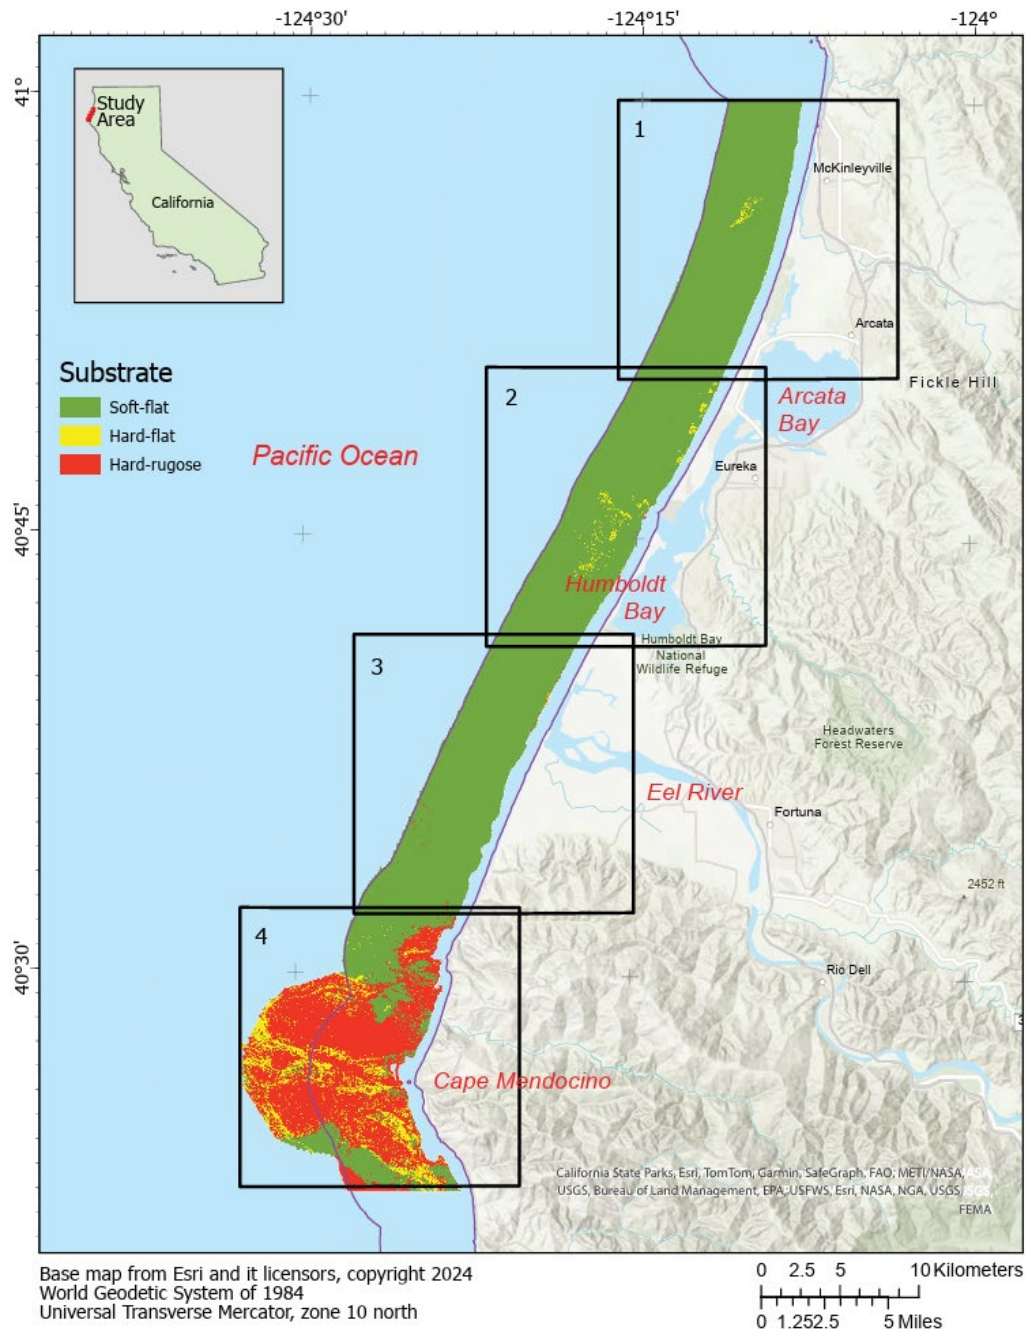 -124°30'
-124°15'
-124°
41°
40°45'
40°30'
Study
Area
California
Substrate
Soft-flat
Hard-flat
Hard-rugose
Pacific Ocean
1
McKinleyville
Arcata
Fickle Hill
2
Arcata
Bay
Eureka
Humboldt
Bay
Humboldt Bay
National
Wildlife Refuge
3
Headwaters
Forest Reserve
Eel River
Fortuna
2452 ft
4
Rio Dell
3
Cape Mendocino
California State Parks, Esri, TomTom, Garmin, SafeGraph, FAO, METI/NASA,
USGS, Bureau of Land Management, EPA, USFWS, Esri, NASA, NGA, USGS,
FEMA
Base map from Esri and it licensors, copyright 2024
World Geodetic System of 1984
Universal Transverse Mercator, zone 10 north
0 2.5 5 10 Kilometers
0 1.252.5 5 Miles